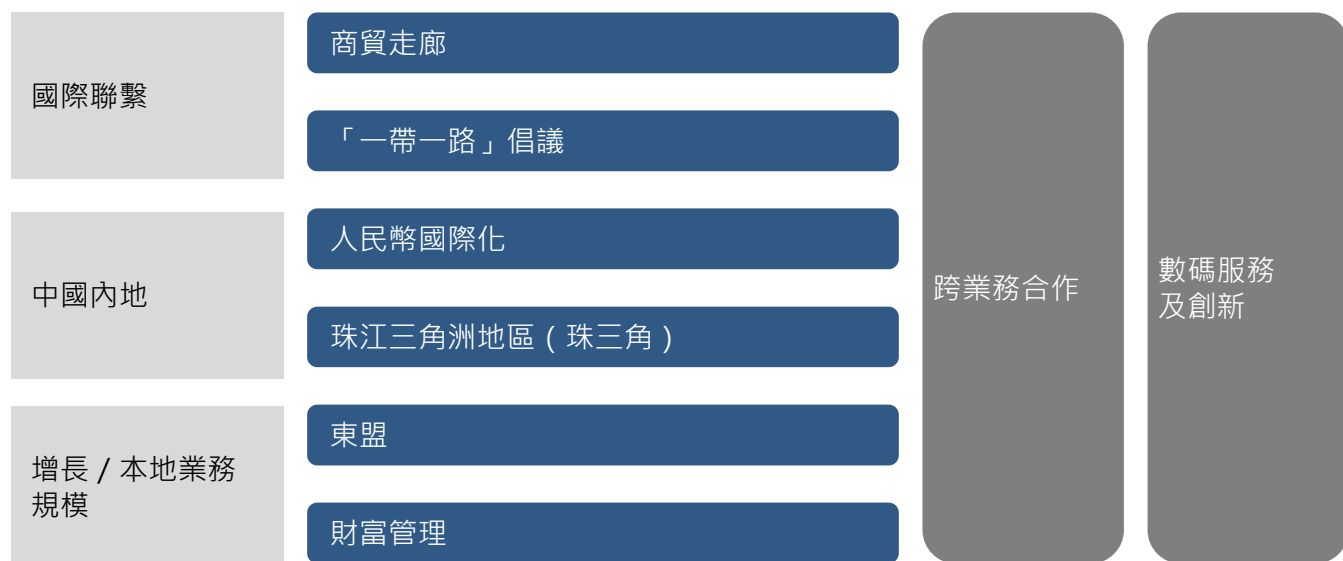 國際聯繫
商貿走廊
「一帶一路」倡議
中國內地
人民幣國際化
珠江三角洲地區（珠三角）
增長 / 本地業務
規模
東盟
財富管理
跨業務合作
數碼服務
及創新